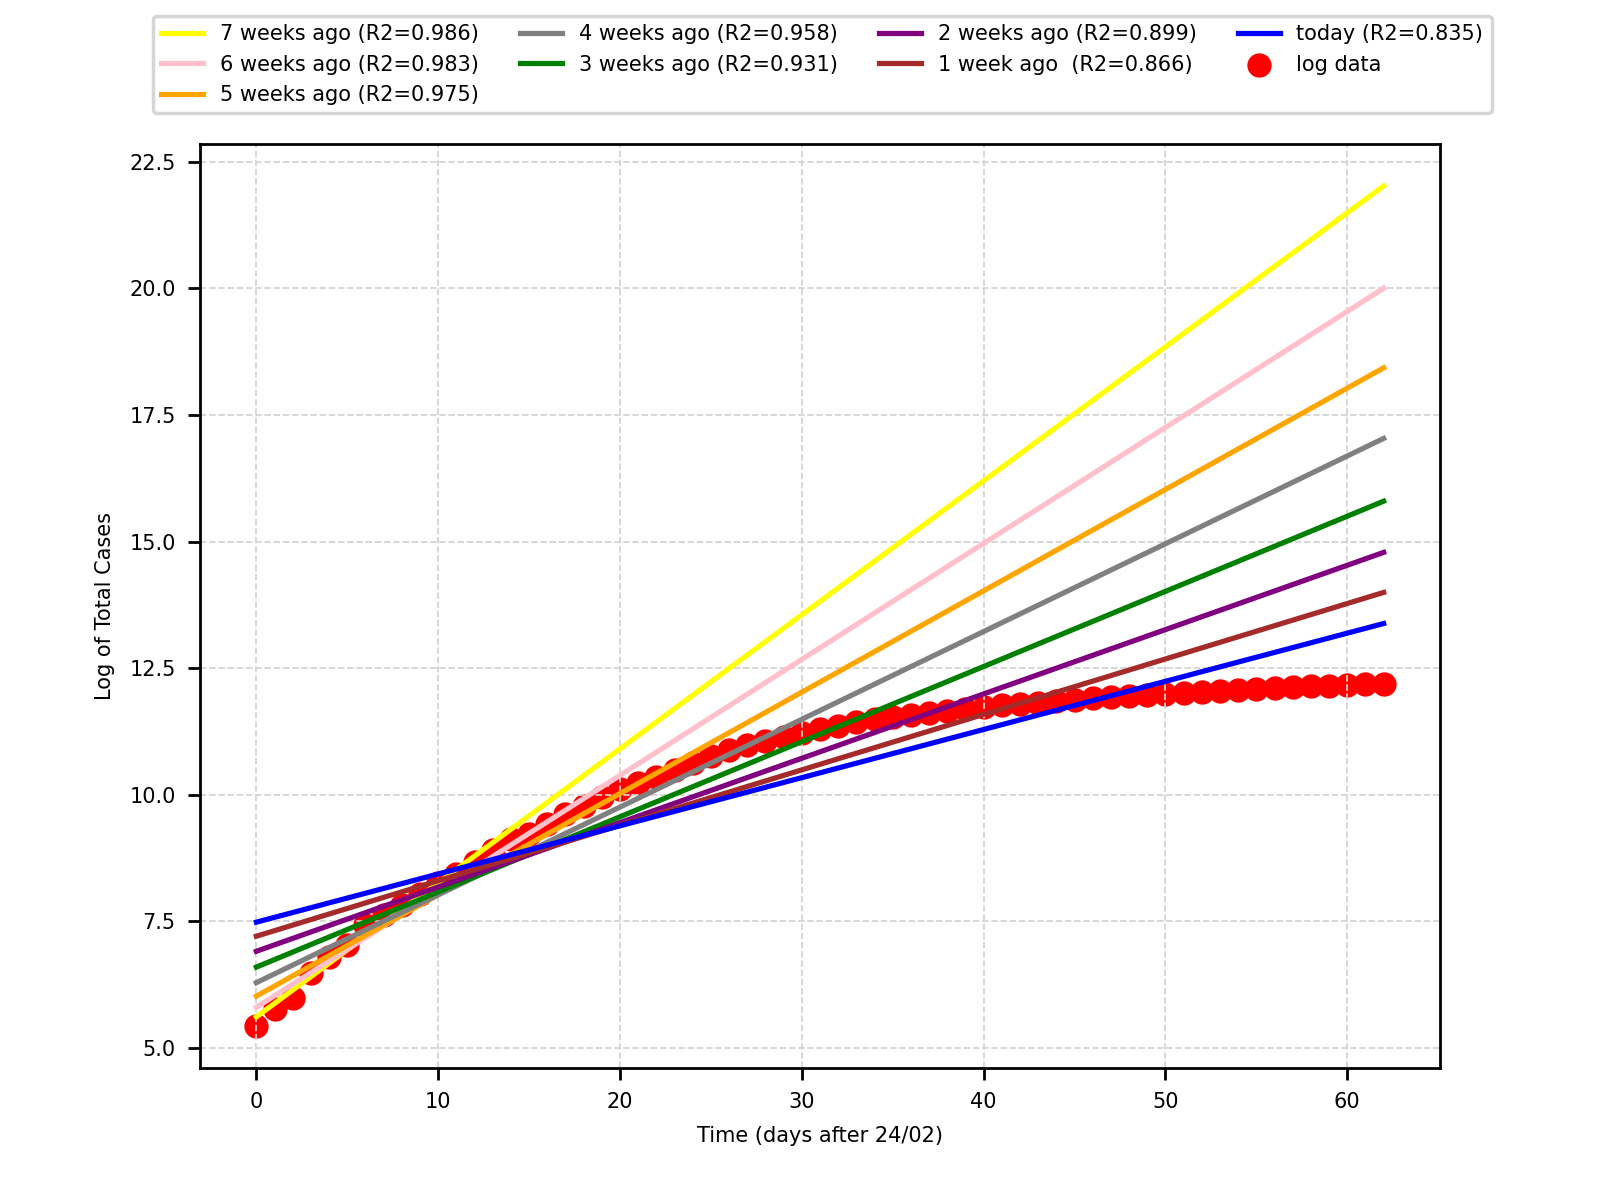 7 weeks ago (R2=0.986)
6 weeks ago (R2=0.983)
5 weeks ago (R2=0.975)
4 weeks ago (R2=0.958)
3 weeks ago (R2=0.931)
2 weeks ago (R2=0.899)
1 week ago  (R2=0.866)
today (R2=0.835)
log data
22.5
20.0
17.5
15.0
12.5
10.0
7.5
5.0
Log of Total Cases
0 10 20 30 40 50 60
Time (days after 24/02)